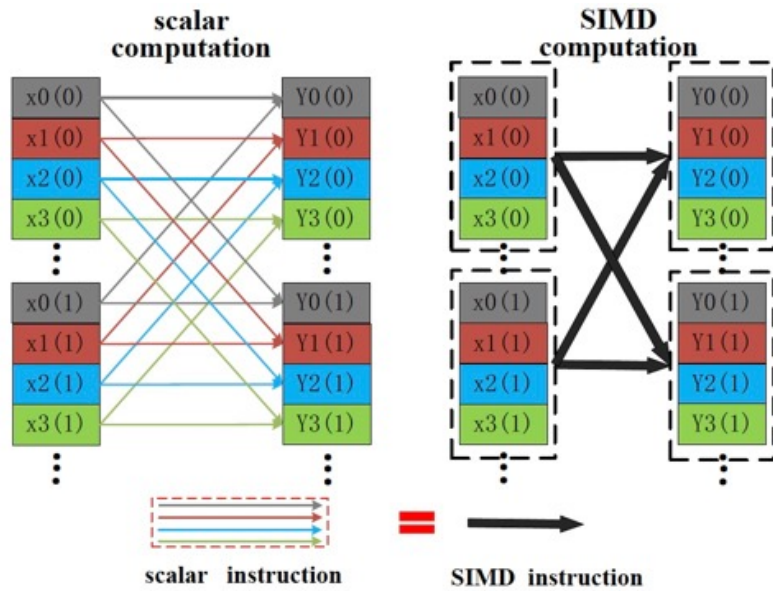 scalar
computation
SIMD
computation
x0(0) Y0(0) x0(0) Y0(0)
x1(0) Y1(0) x1(0) Y1(0)
x2(0) Y2(0) x2(0) Y2(0)
x3(0) Y3(0) x3(0) Y3(0)
x0(1) Y0(1) x0(1) Y0(1)
x1(1) Y1(1) x1(1) Y1(1)
x2(1) Y2(1) x2(1) Y2(1)
x3(1) Y3(1) x3(1) Y3(1)
=
scalar instruction
SIMD instruction